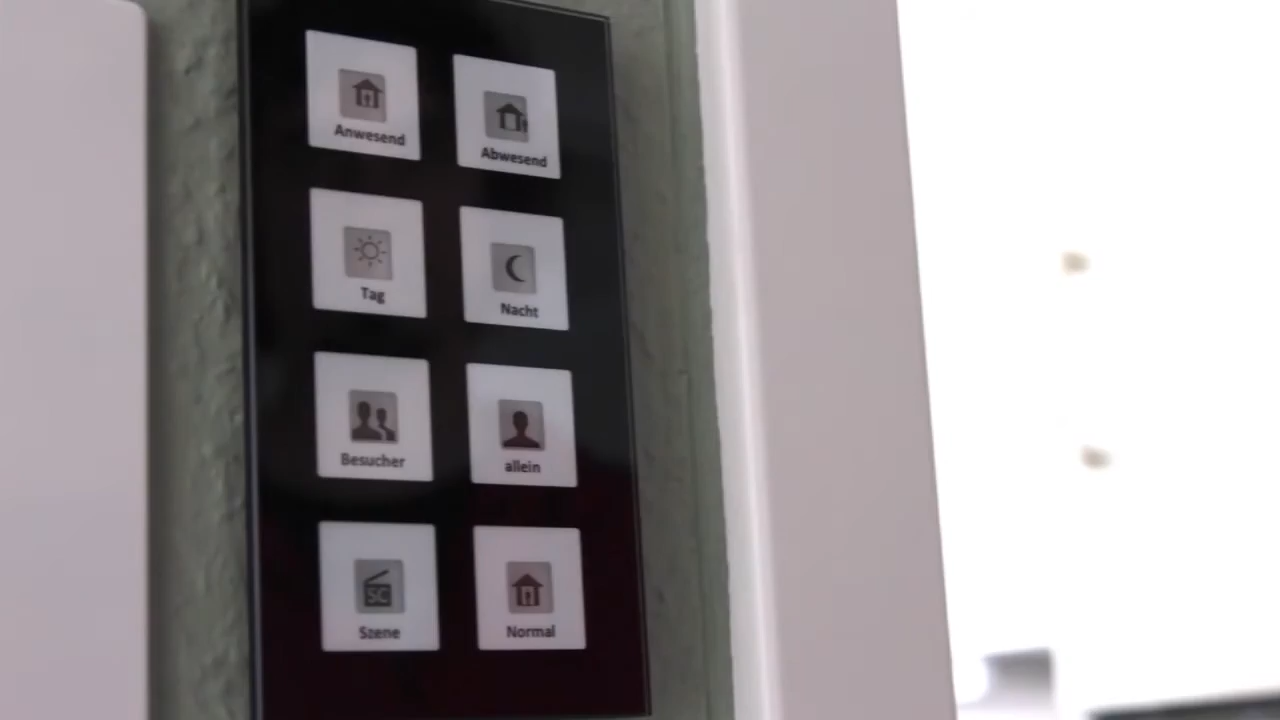 Anwesend
Abwesend
Tag
Nacht
Besucher
allein
SC
Szene
Normal